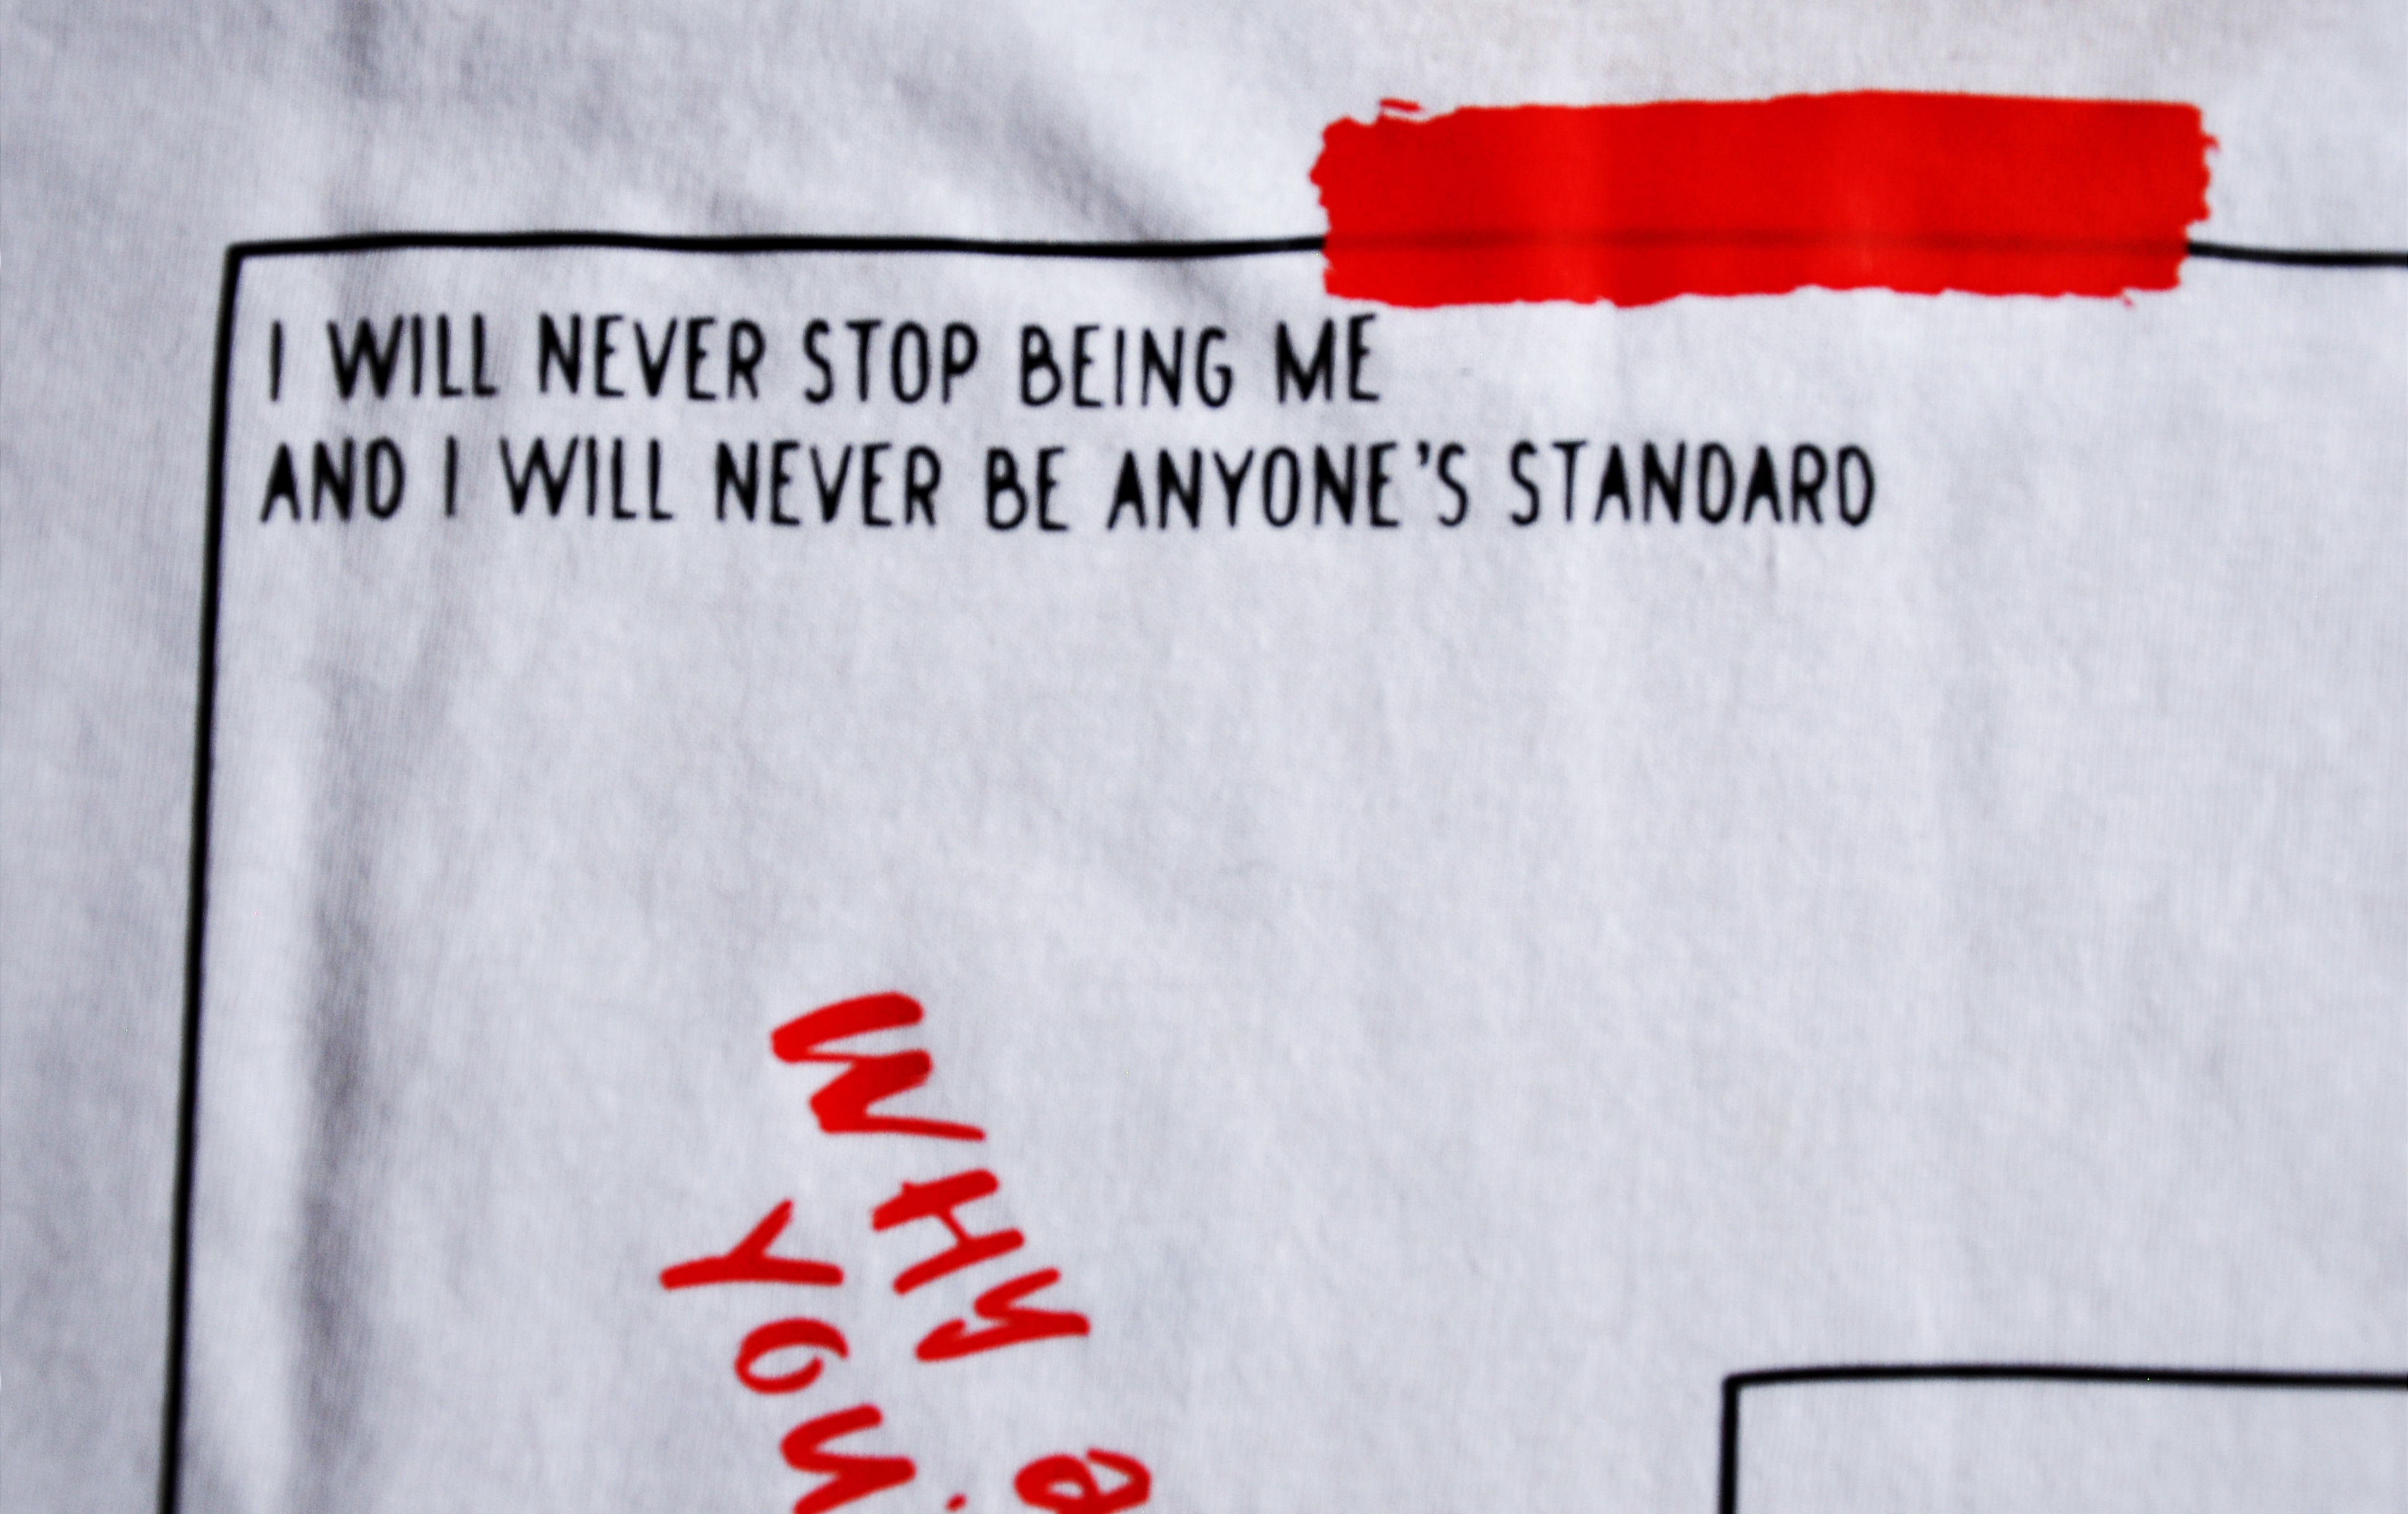 I WILL NEVER STOP BEING ME
AND I WILL NEVER BE ANYONE'S STANDARD
WHY a
YOU